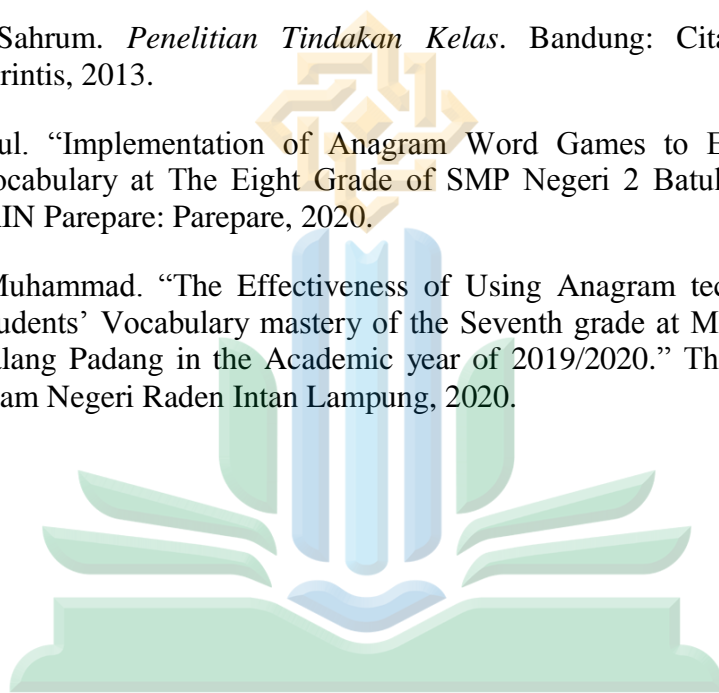 Sahrum. Penelitian Tindakan Kelas. Bandung: Cita
rintis, 2013.
ul. “Implementation of Anagram Word Games to E
ocabulary at The Eight Grade of SMP Negeri 2 Batul
IN Parepare: Parepare, 2020.
Muhammad. “The Effectiveness of Using Anagram tec
udents’ Vocabulary mastery of the Seventh grade at M
lang Padang in the Academic year of 2019/2020.” Th
am Negeri Raden Intan Lampung, 2020.